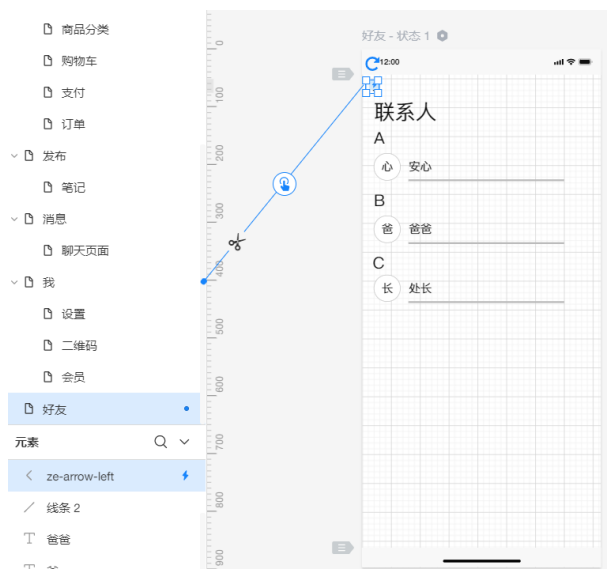 商品分类
购物车
支付
订单
发布
笔记
消息
聊天页面
我
设置
二维码
会员
好友
元素
ze-arrow-left
线条 2
爸爸
0
100
200
300
400
500
600
700
800
900
好友 - 状态 1
12:00
联系人
A
心 安心
B
爸 爸爸
C
长 处长